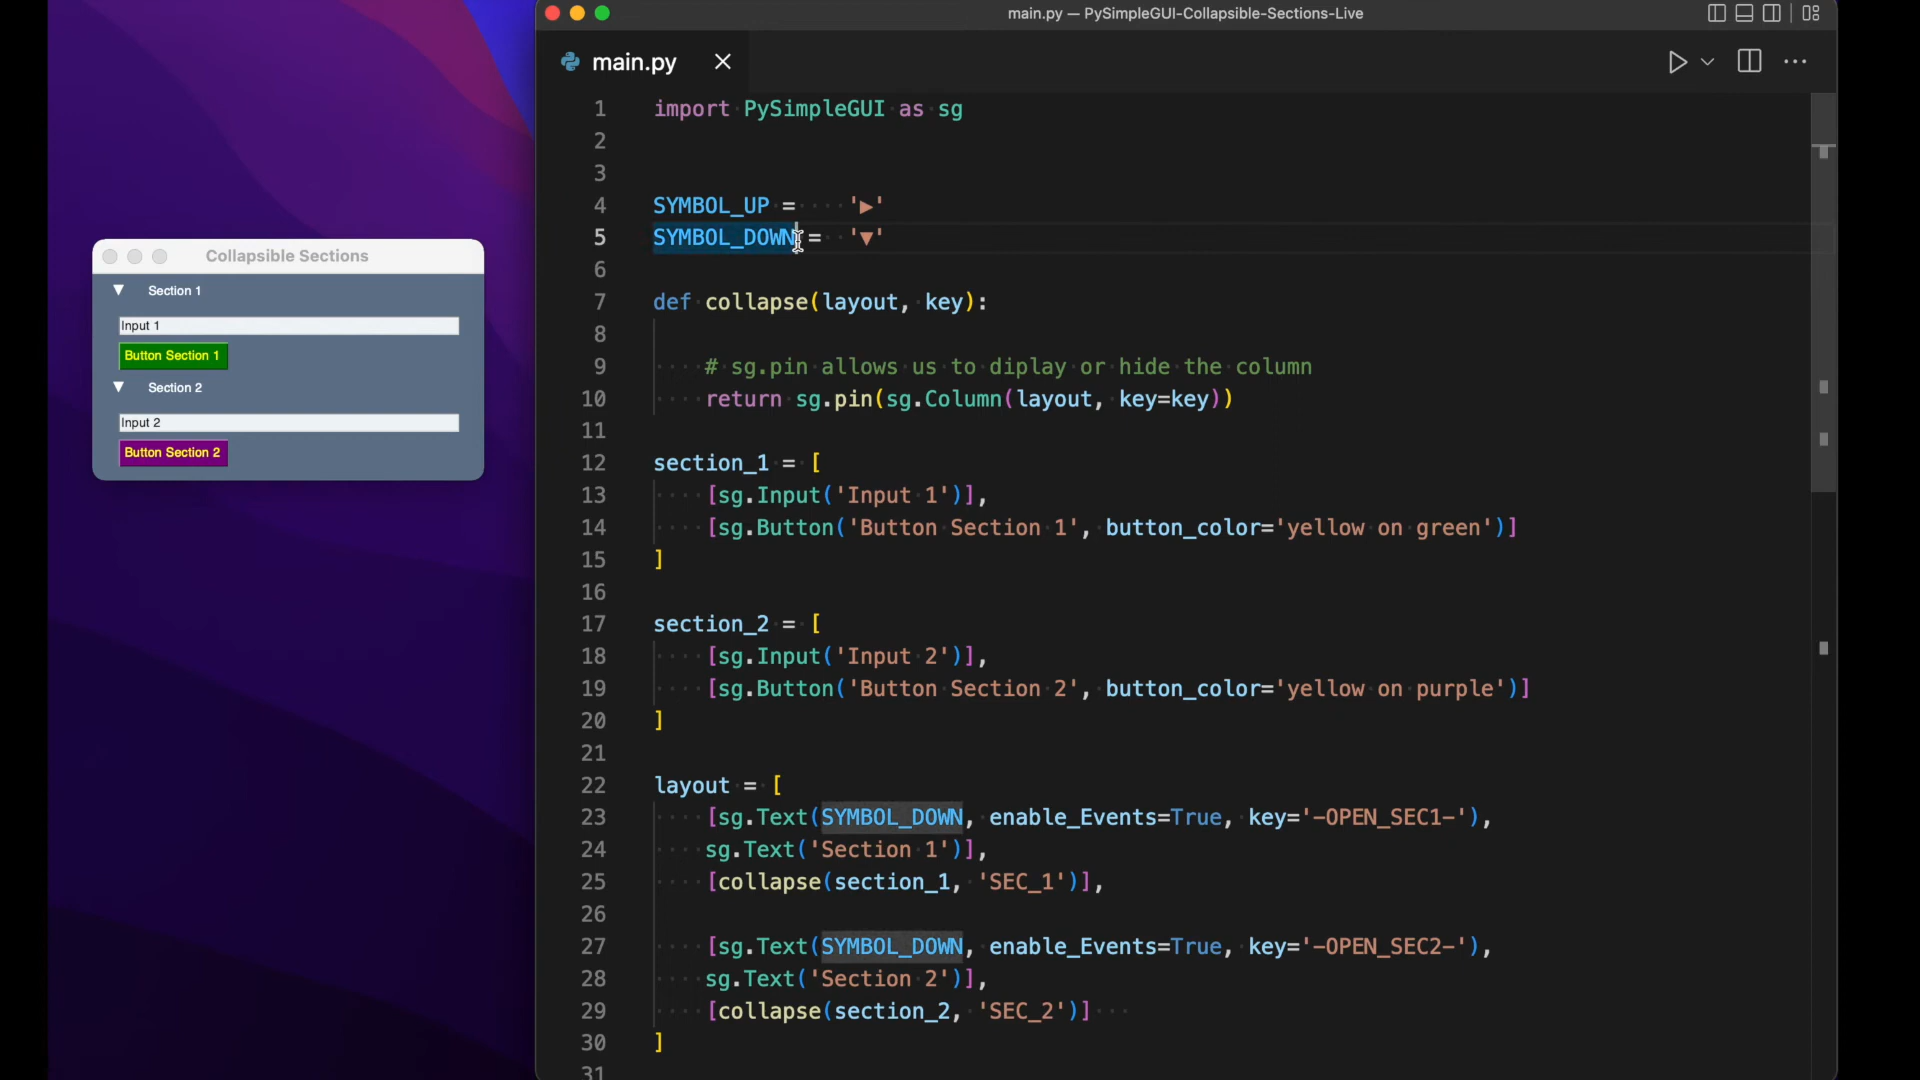 Collapsible Sections
▼ Section 1
Input 1
Button Section 1
▼ Section 2
Input 2
Button Section 2
main.py — PySimpleGUI-Collapsible-Sections-Live
main.py
1 import PySimpleGUI as sg
2
3
4 SYMBOL_UP =    '▶'
5 SYMBOL_DOWN =  '▼'
6
7 def collapse(layout, key):
8
9     # sg.pin allows us to diplay or hide the column
10     return sg.pin(sg.Column(layout, key=key))
11
12 section_1 = [
13     [sg.Input('Input 1')],
14     [sg.Button('Button Section 1', button_color='yellow on green')]
15 ]
16
17 section_2 = [
18     [sg.Input('Input 2')],
19     [sg.Button('Button Section 2', button_color='yellow on purple')]
20 ]
21
22 layout = [
23     [sg.Text(SYMBOL_DOWN, enable_Events=True, key='-OPEN_SEC1-'),
24     sg.Text('Section 1')],
25     [collapse(section_1, 'SEC_1')],
26
27     [sg.Text(SYMBOL_DOWN, enable_Events=True, key='-OPEN_SEC2-'),
28     sg.Text('Section 2')],
29     [collapse(section_2, 'SEC_2')]
30 ]
31